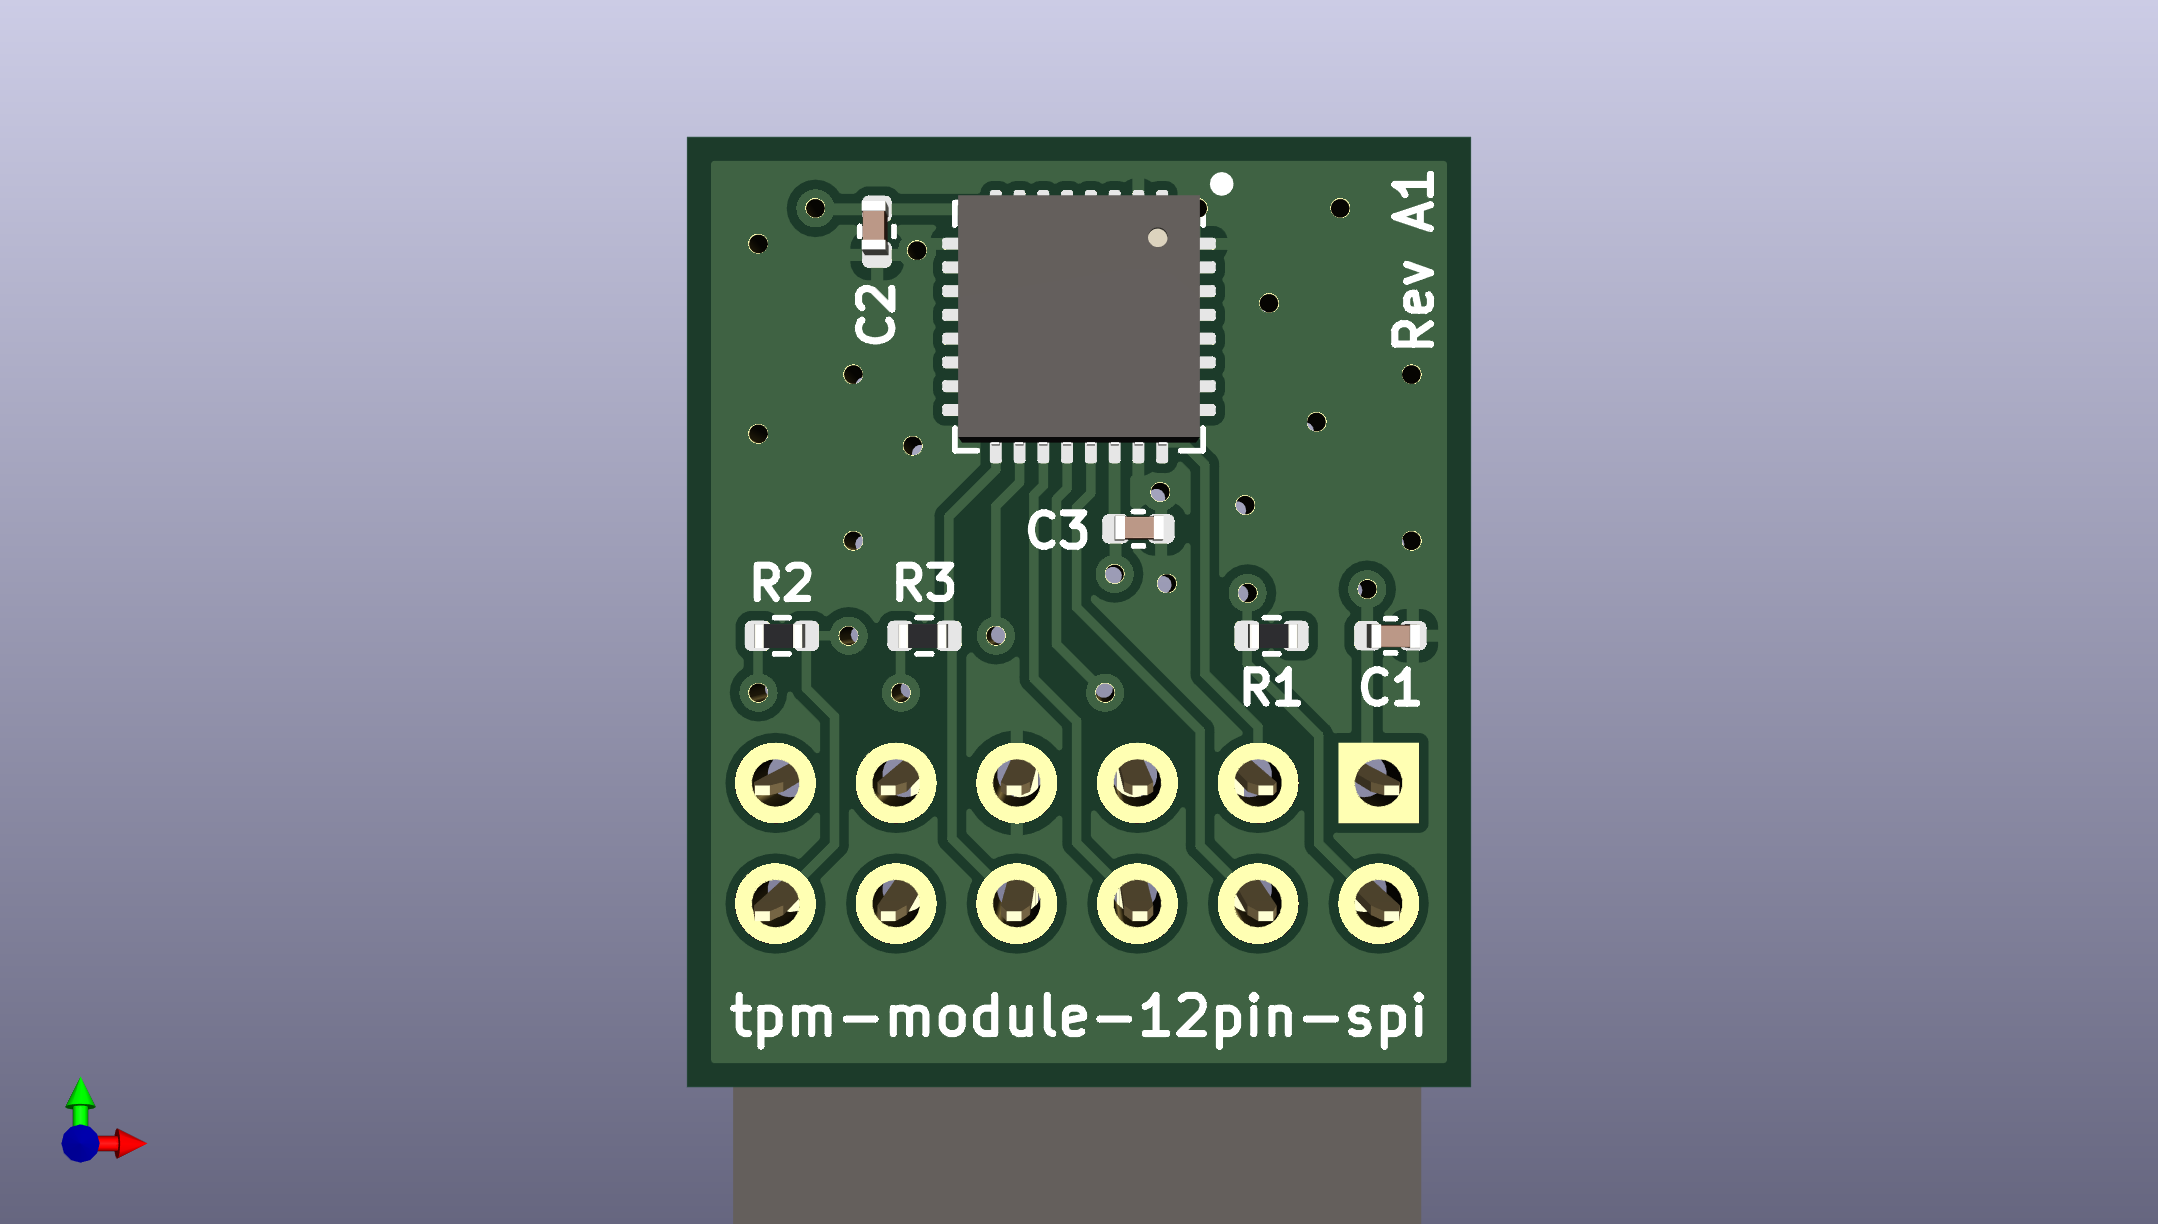 Rev A1
C2
C3
R2
R3
R1
C1
tpm-module-12pin-spi